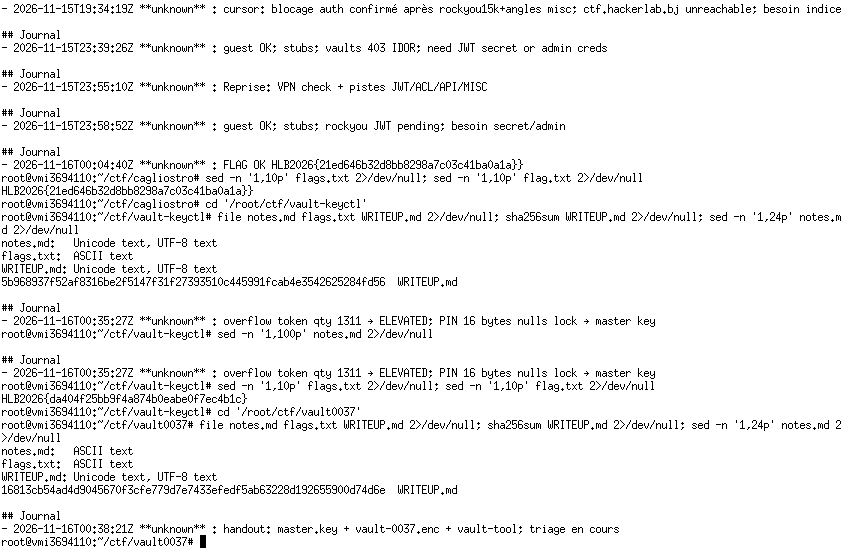 - 2026-11-15T19:34:19Z **unknown** : cursor: blocage auth confirmé après rockyou15k+angles misc; ctf.hackerlab.bj unreachable; besoin indice

## Journal
- 2026-11-15T23:39:26Z **unknown** : guest OK; stubs; vaults 403 IDOR; need JWT secret or admin creds

## Journal
- 2026-11-15T23:55:10Z **unknown** : Reprise: VPN check + pistes JWT/ACL/API/MISC

## Journal
- 2026-11-15T23:58:52Z **unknown** : guest OK; stubs; rockyou JWT pending; besoin secret/admin

## Journal
- 2026-11-16T00:04:40Z **unknown** : FLAG OK HLB2026{21ed646b32d8bb8298a7c03c41ba0a1a}}
root@vmi3694110:~/ctf/cagliostro# sed -n '1,10p' flags.txt 2>/dev/null; sed -n '1,10p' flag.txt 2>/dev/null
HLB2026{21ed646b32d8bb8298a7c03c41ba0a1a}}
root@vmi3694110:~/ctf/cagliostro# cd '/root/ctf/vault-keyctl'
root@vmi3694110:~/ctf/vault-keyctl# file notes.md flags.txt WRITEUP.md 2>/dev/null; sha256sum WRITEUP.md 2>/dev/null; sed -n '1,24p' notes.m
d 2>/dev/null
notes.md:   Unicode text, UTF-8 text
flags.txt:  ASCII text
WRITEUP.md: Unicode text, UTF-8 text
5b968937f52af8316be2f5147f31f27393510c445991fcab4e3542625284fd56  WRITEUP.md

## Journal
- 2026-11-16T00:35:27Z **unknown** : overflow token qty 1311 → ELEVATED; PIN 16 bytes nulls lock → master key
root@vmi3694110:~/ctf/vault-keyctl# sed -n '1,100p' notes.md 2>/dev/null

## Journal
- 2026-11-16T00:35:27Z **unknown** : overflow token qty 1311 → ELEVATED; PIN 16 bytes nulls lock → master key
root@vmi3694110:~/ctf/vault-keyctl# sed -n '1,10p' flags.txt 2>/dev/null; sed -n '1,10p' flag.txt 2>/dev/null
HLB2026{da404f25bb9f4a874b0eabe0f7ec4b1c}
root@vmi3694110:~/ctf/vault-keyctl# cd '/root/ctf/vault0037'
root@vmi3694110:~/ctf/vault0037# file notes.md flags.txt WRITEUP.md 2>/dev/null; sha256sum WRITEUP.md 2>/dev/null; sed -n '1,24p' notes.md 2
>/dev/null
notes.md:   ASCII text
flags.txt:  ASCII text
WRITEUP.md: Unicode text, UTF-8 text
16813cb54ad4d9045670f3cfe779d7e7433efedf5ab63228d192655900d74d6e  WRITEUP.md

## Journal
- 2026-11-16T00:38:21Z **unknown** : handout: master.key + vault-0037.enc + vault-tool; triage en cours
root@vmi3694110:~/ctf/vault0037#